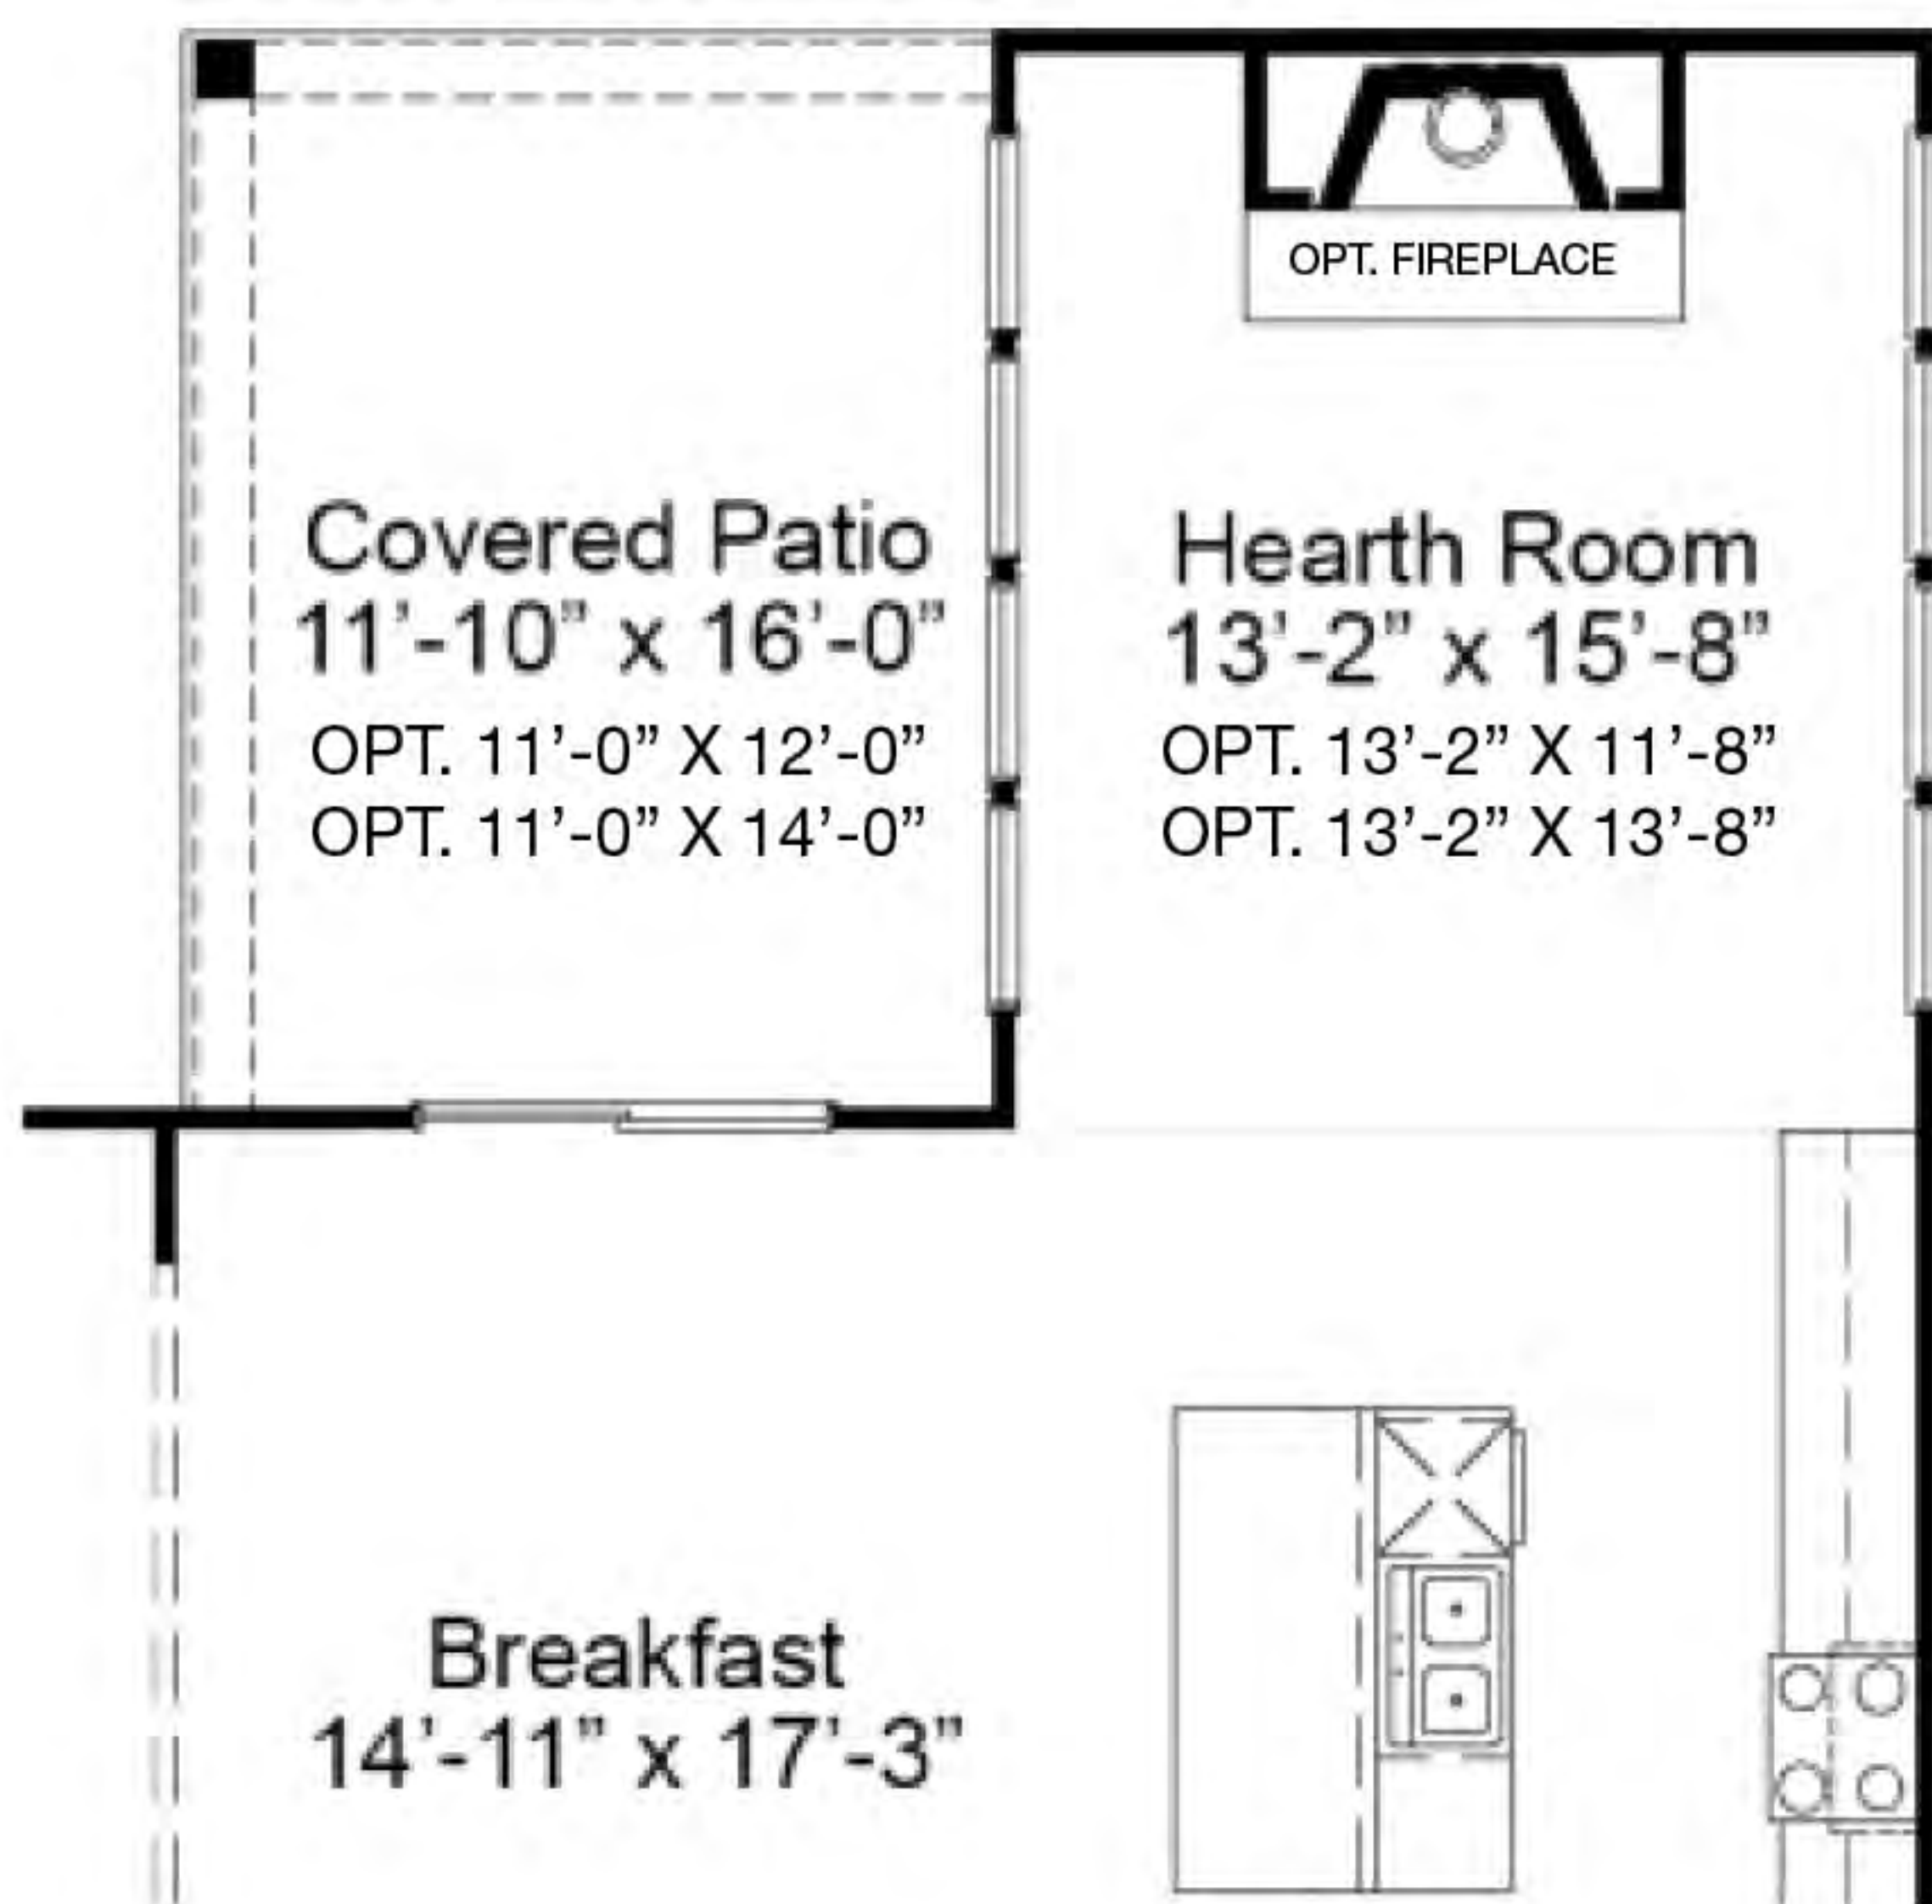 OPT. FIREPLACE
Covered Patio
11’-10” x 16’-0”
OPT. 11’-0” X 12’-0”
OPT. 11’-0” X 14’-0”
Hearth Room
13’-2” x 15’-8”
OPT. 13’-2” X 11’-8”
OPT. 13’-2” X 13’-8”
Breakfast
14’-11” x 17’-3”